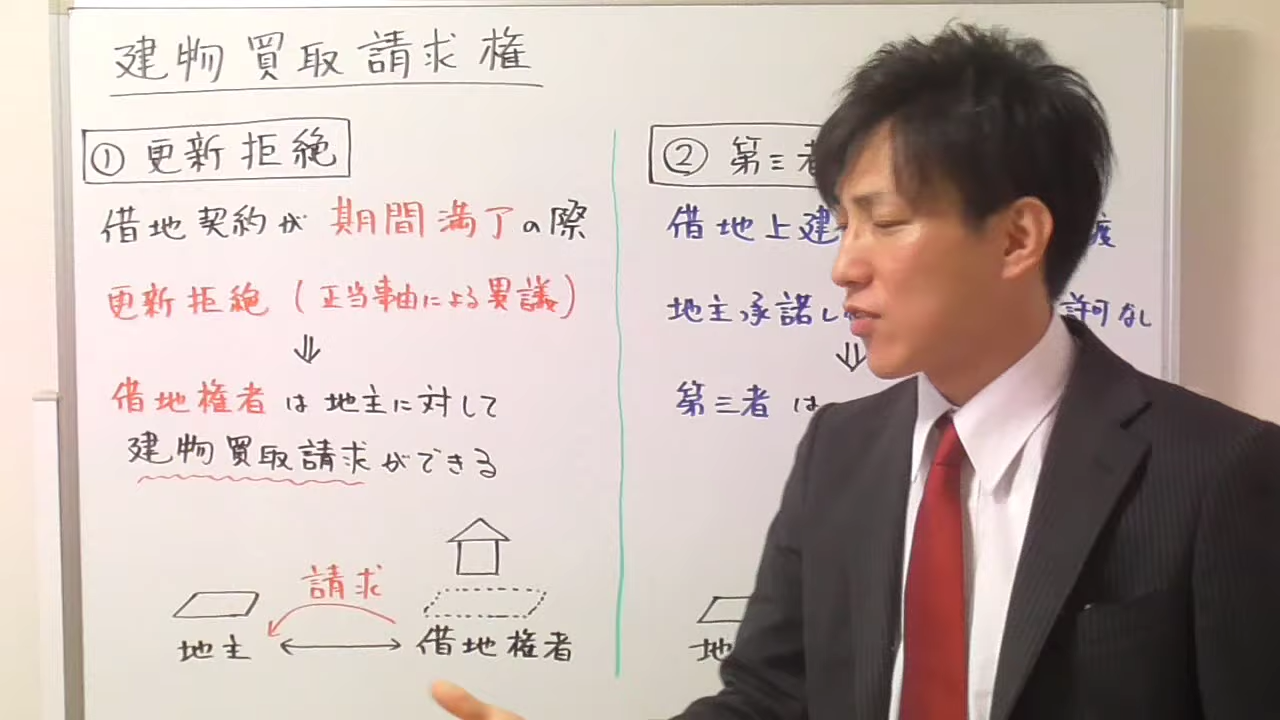 建物買取請求権
① 更新拒絶
借地契約が期間満了の際
更新拒絶(正当事由による異議)
⇓
借地権者は地主に対して
建物買取請求ができる
請求
地主
借地権者
② 第三者
借地上建
渡
地主承諾し
許可なし
⇓
第三者は
地